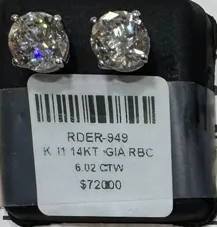 RDER-949
K I1 14KT GIA RBC
6.02 CTW
$72000